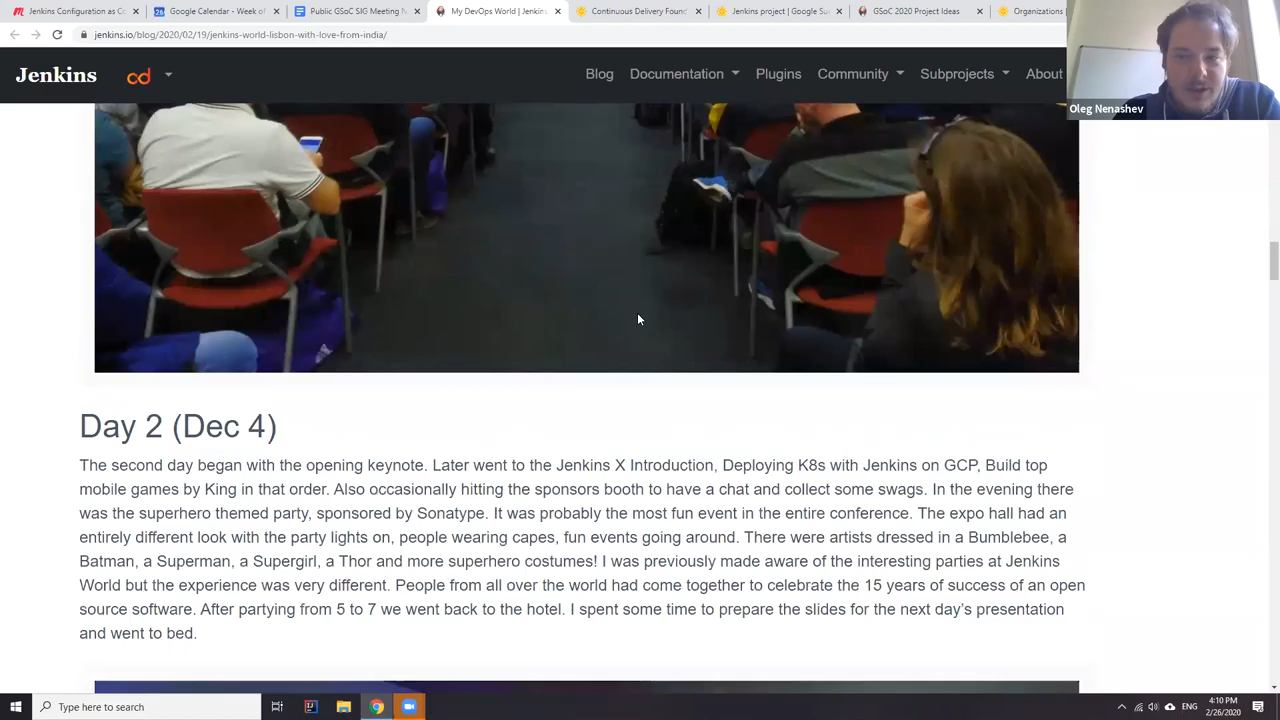 Jenkins Configuration as Co
Google Calendar - Week of
Public GSoC SIG Meeting N
My DevOps World | Jenkins
Continuous Delivery Found
Jenkins project | Google Su
GSoC 2020 Project Ideas
Organizations
jenkins.io/blog/2020/02/19/jenkins-world-lisbon-with-love-from-india/
Jenkins
cd
Blog
Documentation
Plugins
Community
Subprojects
About
Oleg Nenashev
Day 2 (Dec 4)
The second day began with the opening keynote. Later went to the Jenkins X Introduction, Deploying K8s with Jenkins on GCP, Build top
mobile games by King in that order. Also occasionally hitting the sponsors booth to have a chat and collect some swags. In the evening there
was the superhero themed party, sponsored by Sonatype. It was probably the most fun event in the entire conference. The expo hall had an
entirely different look with the party lights on, people wearing capes, fun events going around. There were artists dressed in a Bumblebee, a
Batman, a Superman, a Supergirl, a Thor and more superhero costumes! I was previously made aware of the interesting parties at Jenkins
World but the experience was very different. People from all over the world had come together to celebrate the 15 years of success of an open
source software. After partying from 5 to 7 we went back to the hotel. I spent some time to prepare the slides for the next day's presentation
and went to bed.
Type here to search
ENG
4:10 PM
2/26/2020